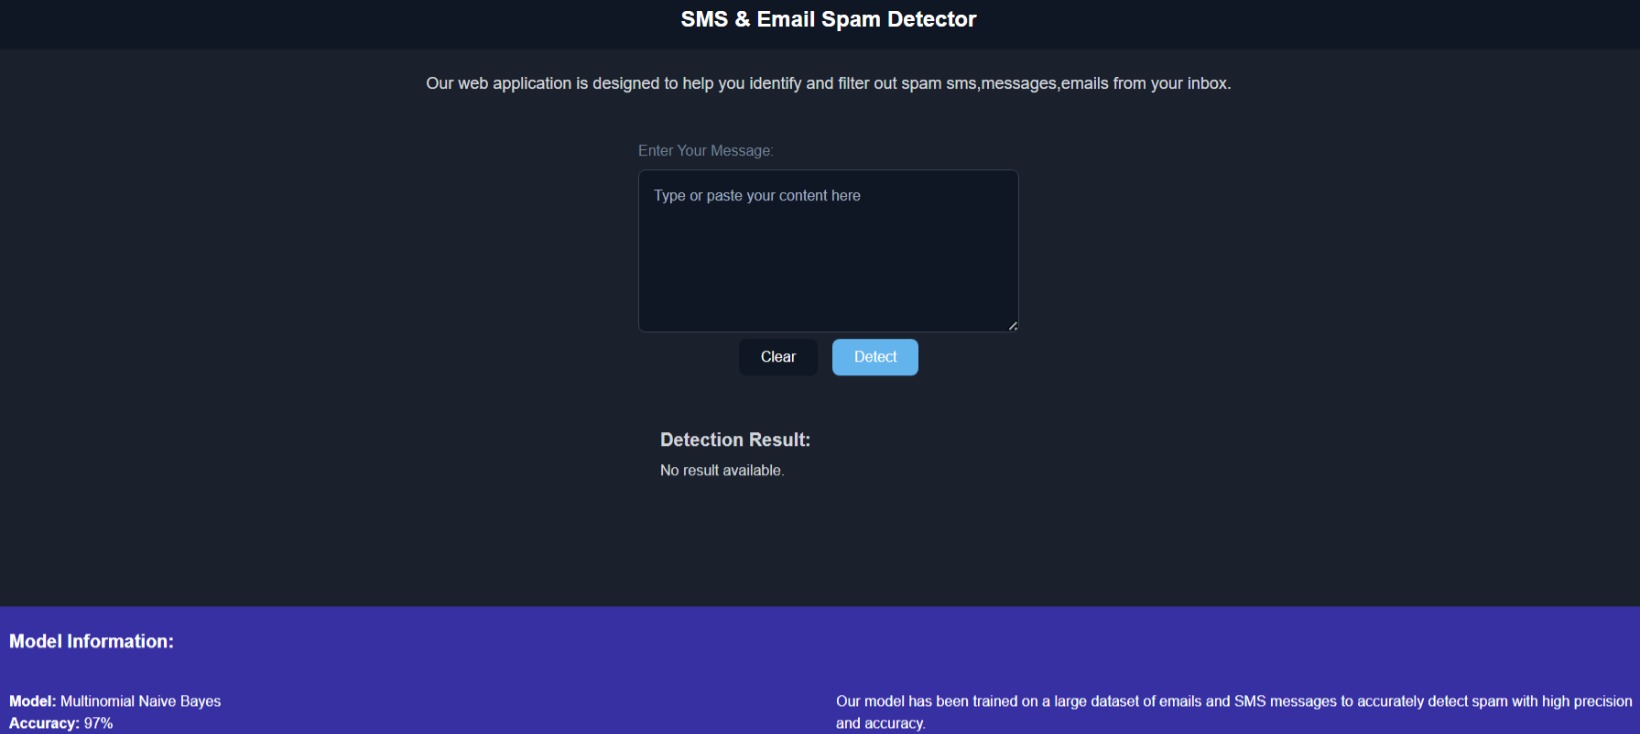 SMS & Email Spam Detector
Our web application is designed to help you identify and filter out spam sms,messages,emails from your inbox.
Enter Your Message:
Type or paste your content here
Clear
Detect
Detection Result:
No result available.
Model Information:
Model: Multinomial Naive Bayes
Accuracy: 97%
Our model has been trained on a large dataset of emails and SMS messages to accurately detect spam with high precision
and accuracy.